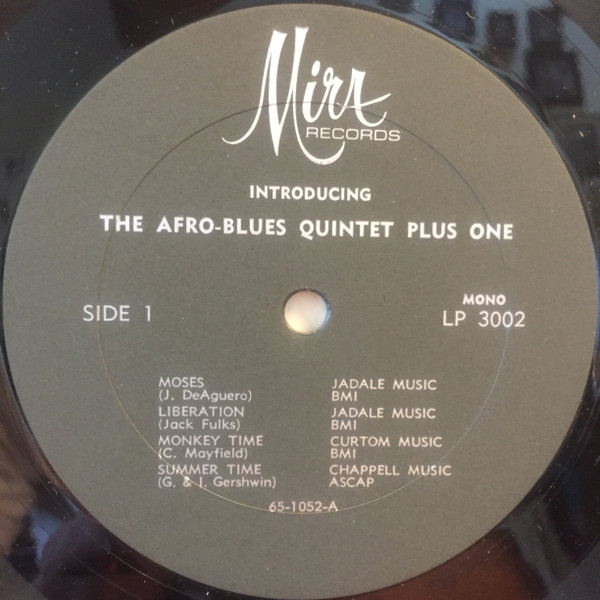 Mira
RECORDS
INTRODUCING
THE AFRO-BLUES QUINTET PLUS ONE
SIDE 1
MONO
LP 3002
MOSES JADALE MUSIC
(J. DeAguero) BMI
LIBERATION JADALE MUSIC
(Jack Fulks) BMI
MONKEY TIME CURTOM MUSIC
(C. Mayfield) BMI
SUMMER TIME CHAPPELL MUSIC
(G. & I. Gershwin) ASCAP
65-1052-A